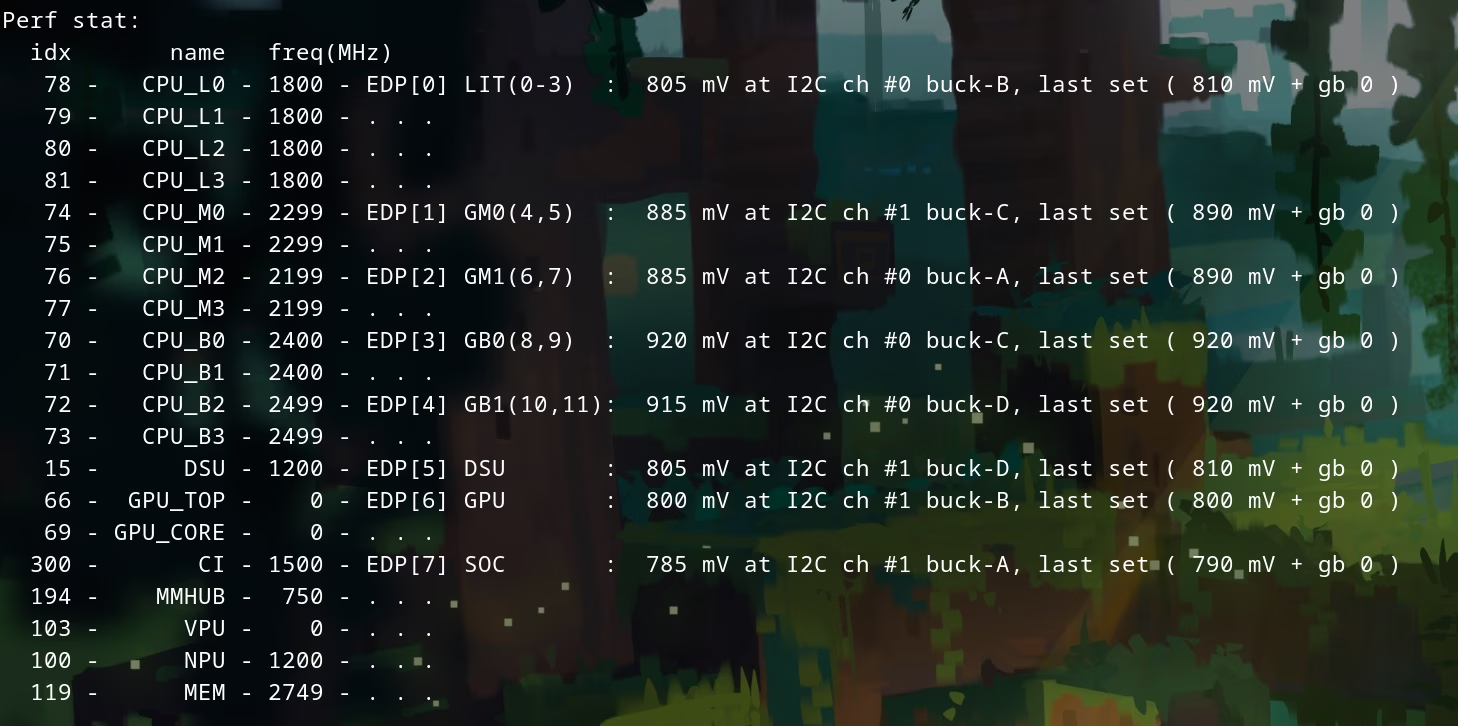 Perf stat:
  idx       name   freq(MHz)
   78 -   CPU_L0 - 1800 - EDP[0] LIT(0-3)  :  805 mV at I2C ch #0 buck-B, last set ( 810 mV + gb 0 )
   79 -   CPU_L1 - 1800 - . . .
   80 -   CPU_L2 - 1800 - . . .
   81 -   CPU_L3 - 1800 - . . .
   74 -   CPU_M0 - 2299 - EDP[1] GM0(4,5)  :  885 mV at I2C ch #1 buck-C, last set ( 890 mV + gb 0 )
   75 -   CPU_M1 - 2299 - . . .
   76 -   CPU_M2 - 2199 - EDP[2] GM1(6,7)  :  885 mV at I2C ch #0 buck-A, last set ( 890 mV + gb 0 )
   77 -   CPU_M3 - 2199 - . . .
   70 -   CPU_B0 - 2400 - EDP[3] GB0(8,9)  :  920 mV at I2C ch #0 buck-C, last set ( 920 mV + gb 0 )
   71 -   CPU_B1 - 2400 - . . .
   72 -   CPU_B2 - 2499 - EDP[4] GB1(10,11):  915 mV at I2C ch #0 buck-D, last set ( 920 mV + gb 0 )
   73 -   CPU_B3 - 2499 - . . .
   15 -      DSU - 1200 - EDP[5] DSU       :  805 mV at I2C ch #1 buck-D, last set ( 810 mV + gb 0 )
   66 -  GPU_TOP -    0 - EDP[6] GPU       :  800 mV at I2C ch #1 buck-B, last set ( 800 mV + gb 0 )
   69 - GPU_CORE -    0 - . . .
  300 -       CI - 1500 - EDP[7] SOC       :  785 mV at I2C ch #1 buck-A, last set ( 790 mV + gb 0 )
  194 -    MMHUB -  750 - . . .
  103 -      VPU -    0 - . . .
  100 -      NPU - 1200 - . . .
  119 -      MEM - 2749 - . . .